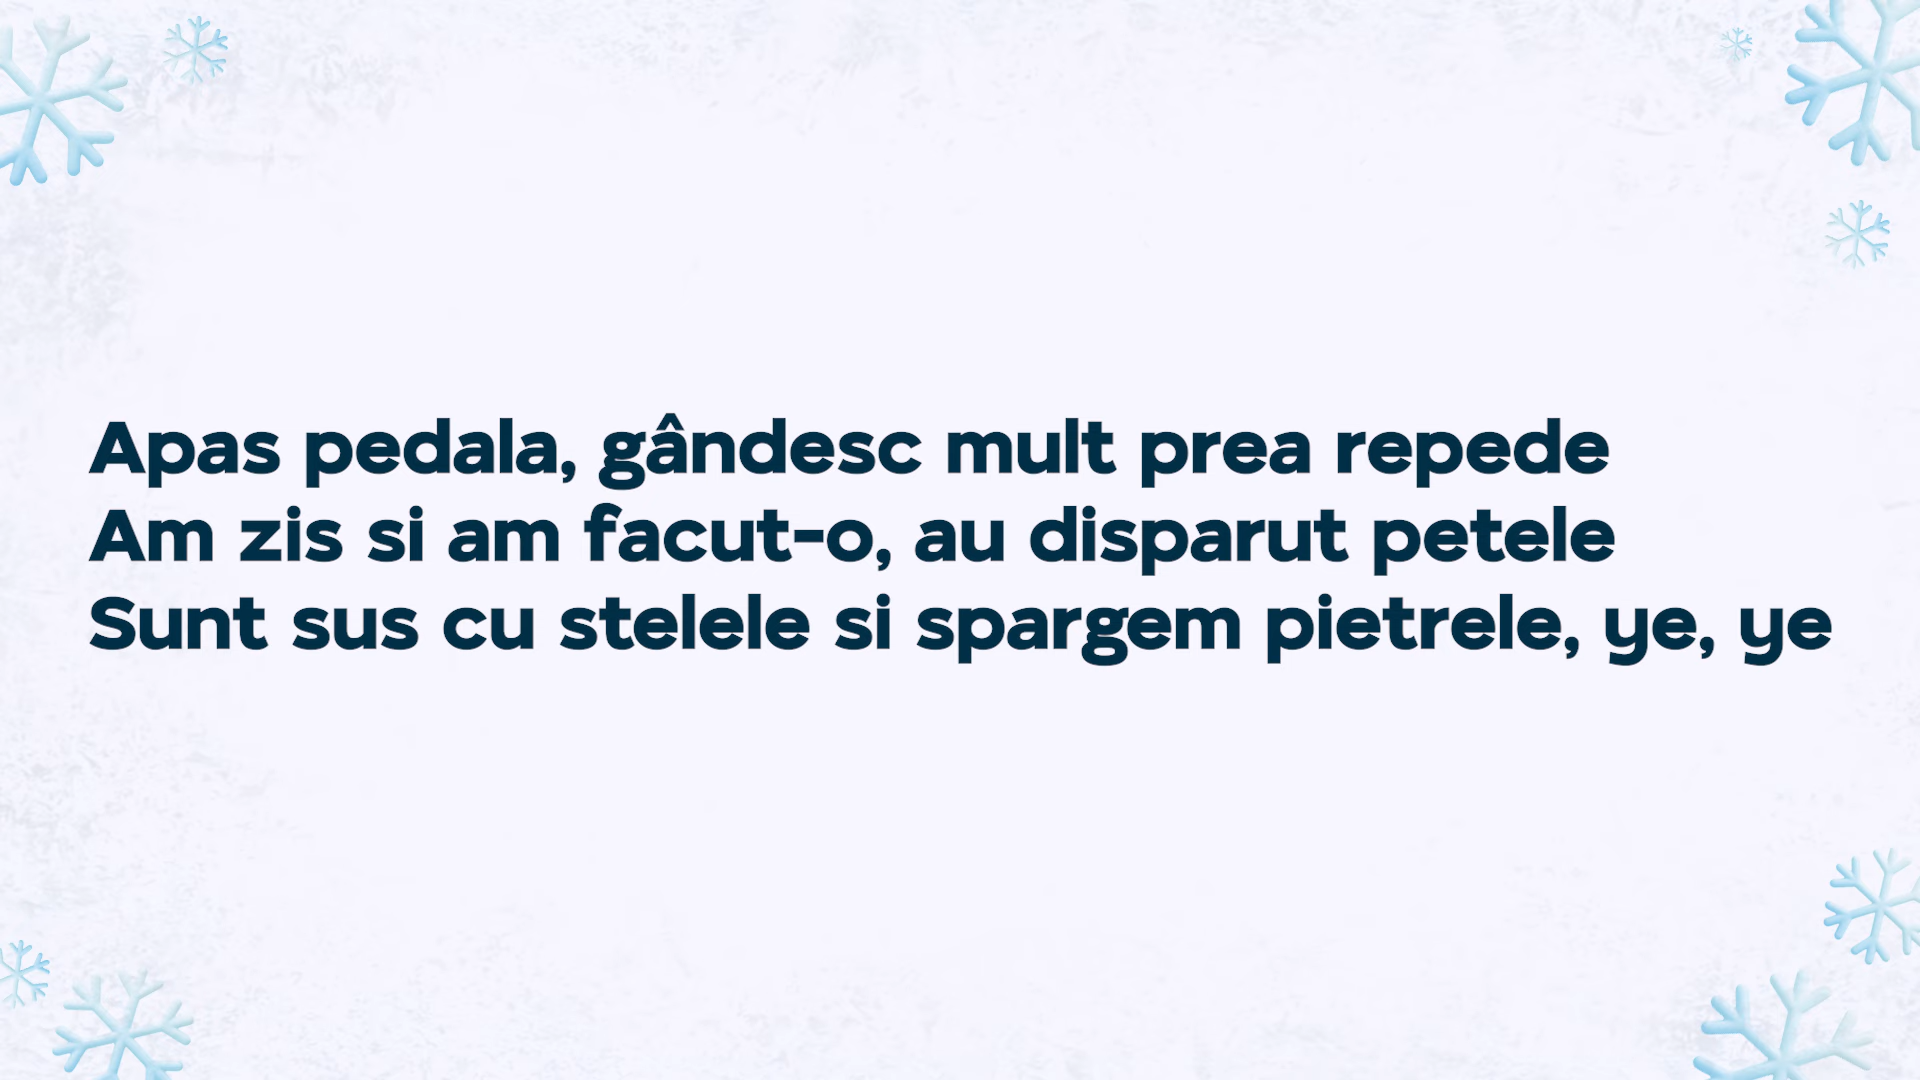 Apas pedala, gândesc mult prea repede
Am zis si am facut-o, au disparut petele
Sunt sus cu stelele si spargem pietrele, ye, ye